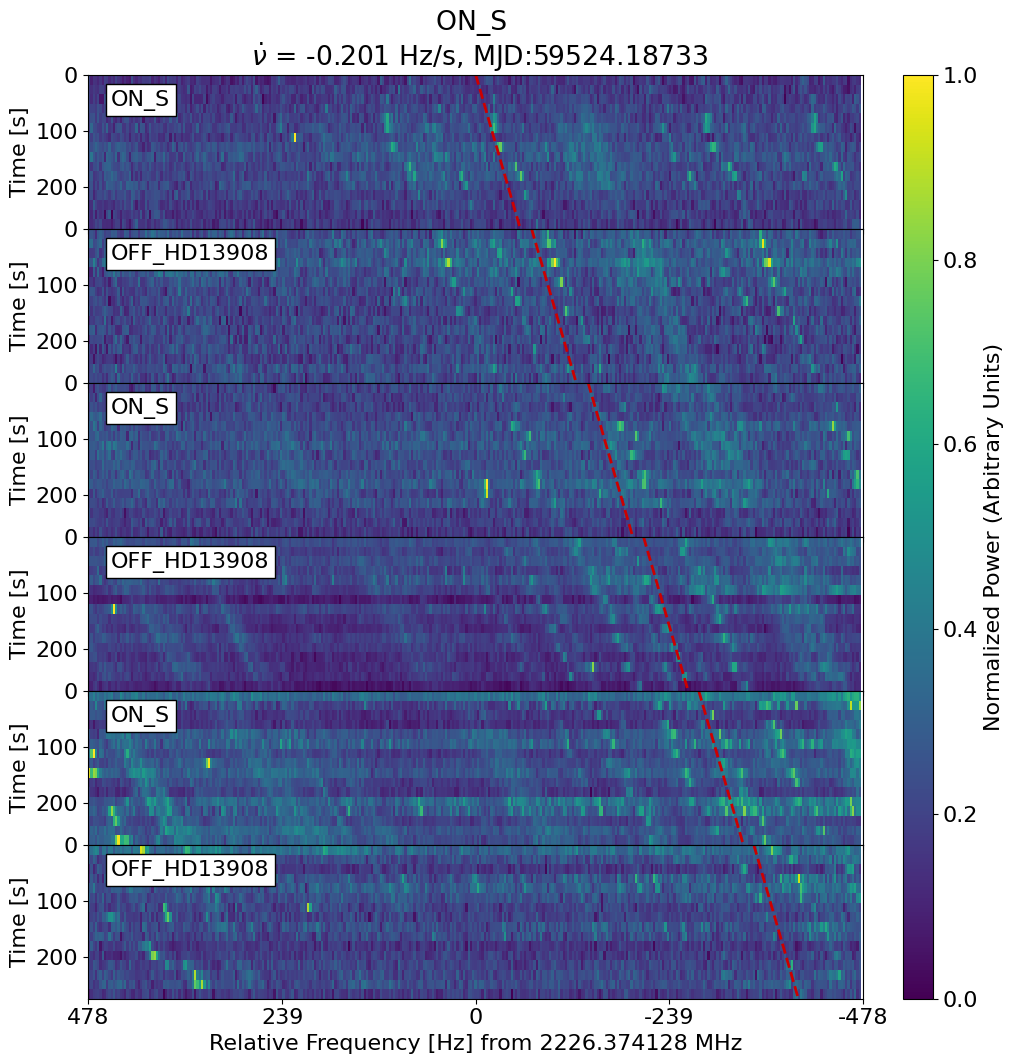 ON_S
ν̇ = -0.201 Hz/s, MJD:59524.18733
0
100
200
Time [s]
ON_S
0
100
200
Time [s]
OFF_HD13908
0
100
200
Time [s]
ON_S
0
100
200
Time [s]
OFF_HD13908
0
100
200
Time [s]
ON_S
0
100
200
Time [s]
OFF_HD13908
478 239 0 -239 -478
Relative Frequency [Hz] from 2226.374128 MHz
1.0
0.8
0.6
0.4
0.2
0.0
Normalized Power (Arbitrary Units)